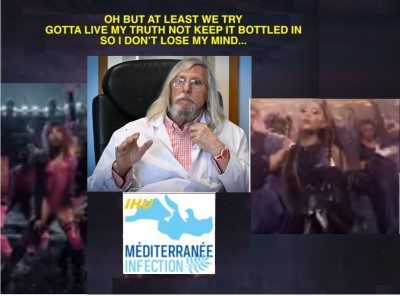 OH BUT AT LEAST WE TRY
GOTTA LIVE MY TRUTH NOT KEEP IT BOTTLED IN
SO I DON'T LOSE MY MIND...
IHU
MÉDITERRANÉE
INFECTION